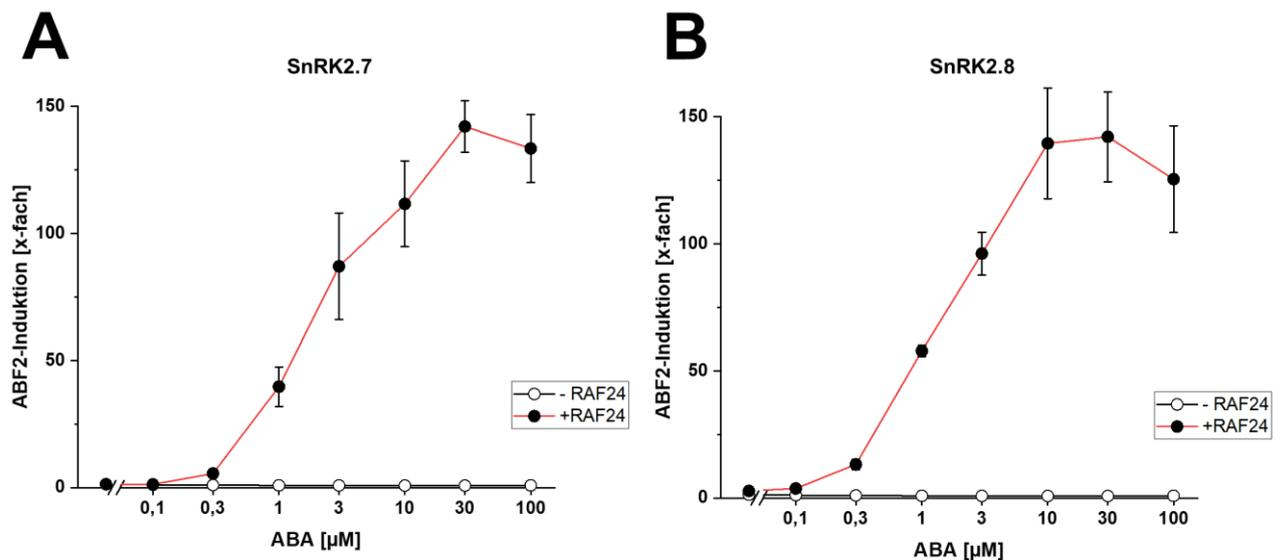 A
SnRK2.7
150
100
50
0
ABF2-Induktion [x-fach]
- RAF24
+RAF24
0,1 0,3 1 3 10 30 100
ABA [µM]
B
SnRK2.8
150
100
50
0
ABF2-Induktion [x-fach]
- RAF24
+RAF24
0,1 0,3 1 3 10 30 100
ABA [µM]